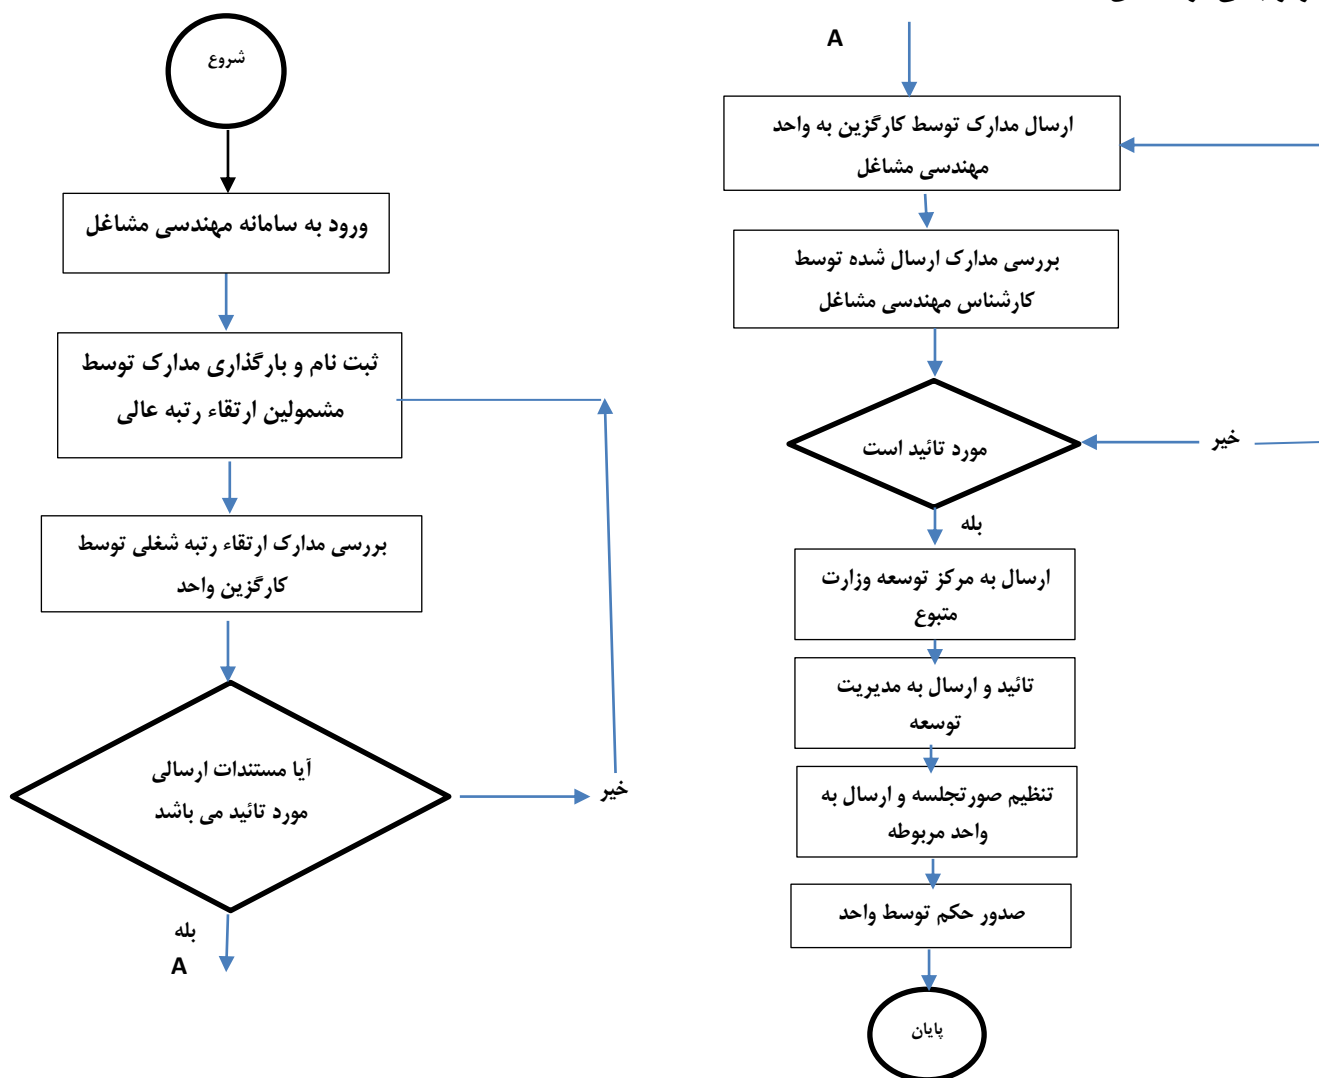 شروع
ورود به سامانه مهندسی مشاغل
ثبت نام و بارگذاری مدارک توسط
مشمولین ارتقاء رتبه عالی
بررسی مدارک ارتقاء رتبه شغلی توسط
کارگزین واحد
آیا مستندات ارسالی
مورد تائید می باشد
خیر
بله
A
A
ارسال مدارک توسط کارگزین به واحد
مهندسی مشاغل
بررسی مدارک ارسال شده توسط
کارشناس مهندسی مشاغل
مورد تائید است
خیر
بله
ارسال به مرکز توسعه وزارت
متبوع
تائید و ارسال به مدیریت
توسعه
تنظیم صورتجلسه و ارسال به
واحد مربوطه
صدور حکم توسط واحد
پایان